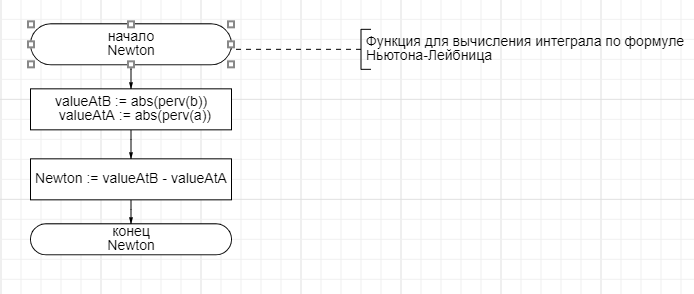 начало
Newton
Функция для вычисления интеграла по формуле
Ньютона-Лейбница
valueAtB := abs(perv(b))
valueAtA := abs(perv(a))
Newton := valueAtB - valueAtA
конец
Newton